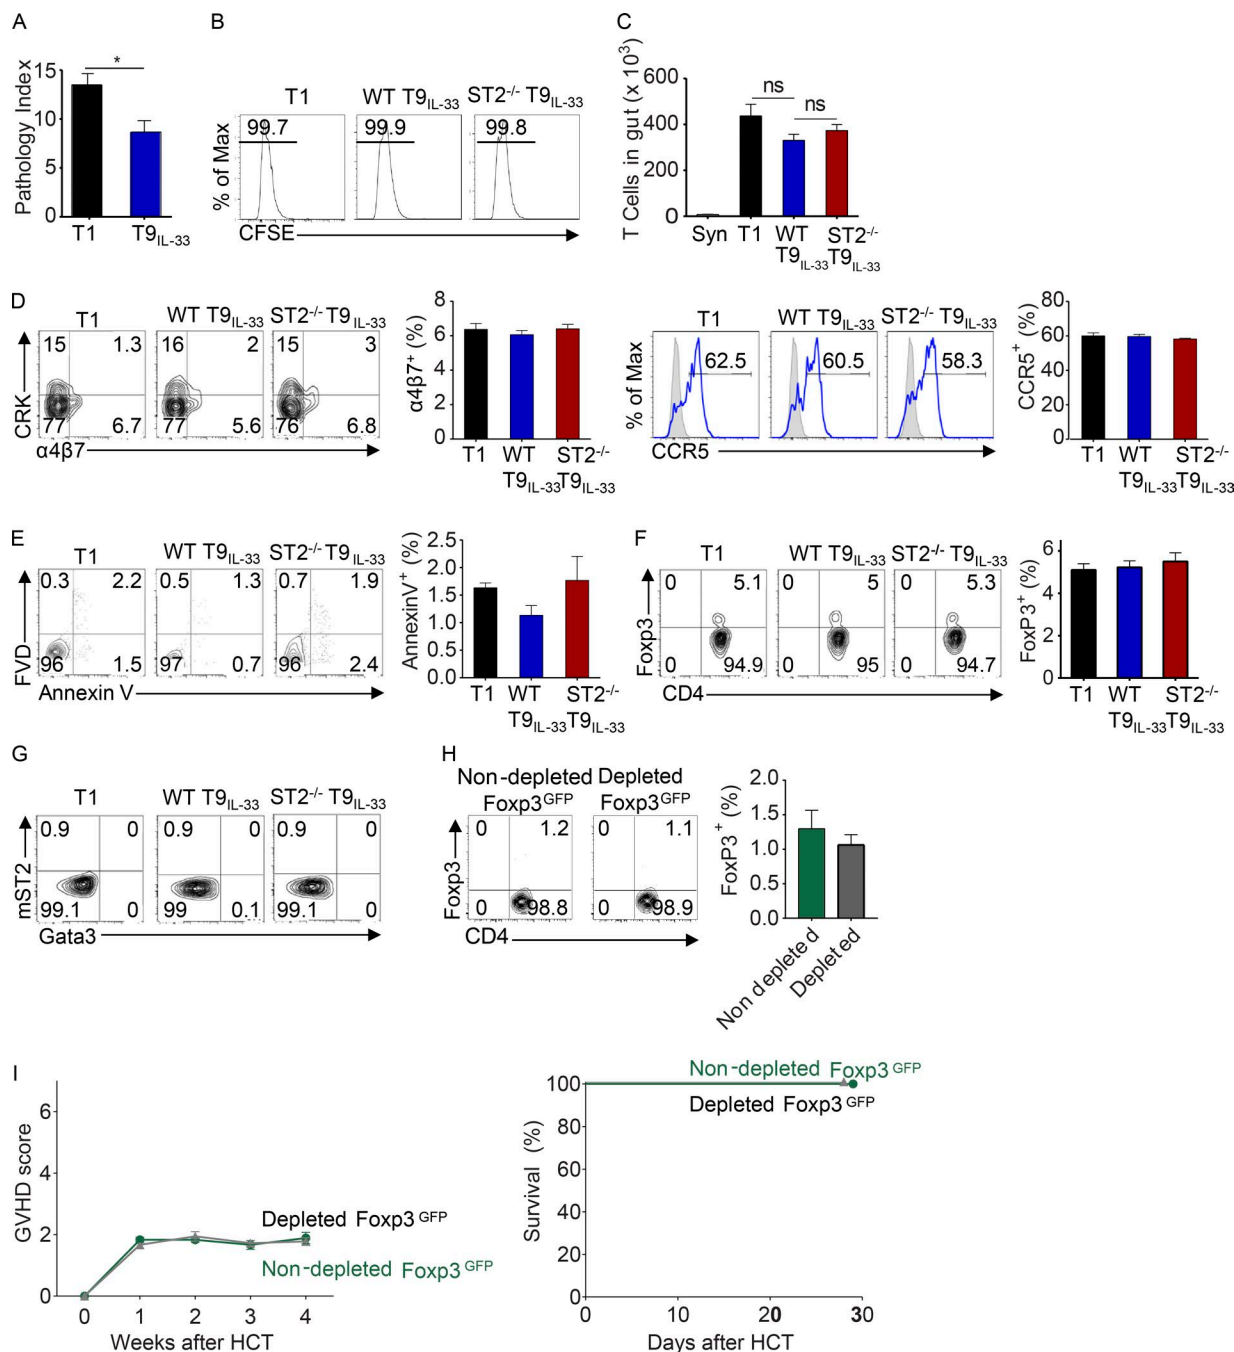 A
Pathology Index
15
10
5
0
*
T1
T9IL-33
B
T1
WT T9IL-33
ST2-/- T9IL-33
% of Max
99.7
99.9
99.8
CFSE
C
T Cells in gut (x 10³)
600
400
200
0
ns
ns
Syn
T1
WT
T9IL-33
ST2-/-
T9IL-33
D
T1
WT T9IL-33
ST2-/- T9IL-33
CRK
15 1.3
77 6.7
16 2
77 5.6
15 3
76 6.8
α4β7
α4β7⁺ (%)
8
6
4
2
0
T1
WT
T9IL-33
ST2-/-
T9IL-33
T1
WT T9IL-33
ST2-/- T9IL-33
% of Max
62.5
60.5
58.3
CCR5
CCR5⁺ (%)
80
60
40
20
0
T1
WT
T9IL-33
ST2-/-
T9IL-33
E
T1
WT T9IL-33
ST2-/- T9IL-33
FVD
0.3 2.2
96 1.5
0.5 1.3
97 0.7
0.7 1.9
96 2.4
Annexin V
AnnexinV⁺ (%)
2.5
2.0
1.5
1.0
0.5
0.0
T1
WT
T9IL-33
ST2-/-
T9IL-33
F
T1
WT T9IL-33
ST2-/- T9IL-33
Foxp3
0 5.1
0 94.9
0 5
0 95
0 5.3
0 94.7
CD4
FoxP3⁺ (%)
6
4
2
0
T1
WT
T9IL-33
ST2-/-
T9IL-33
G
T1
WT T9IL-33
ST2-/- T9IL-33
mST2
0.9 0
99.1 0
0.9 0
99 0.1
0.9 0
99.1 0
Gata3
H
Non-depleted
Foxp3GFP
Depleted
Foxp3GFP
Foxp3
0 1.2
0 98.8
0 1.1
0 98.9
CD4
FoxP3 ⁺ (%)
2.0
1.5
1.0
0.5
0.0
Non depleted
Depleted
I
GVHD score
6
4
2
0
Depleted Foxp3 GFP
Non-depleted Foxp3 GFP
0 1 2 3 4
Weeks after HCT
Survival (%)
100
80
60
40
20
0
Non-depleted Foxp3 GFP
Depleted Foxp3 GFP
0 10 20 30
Days after HCT